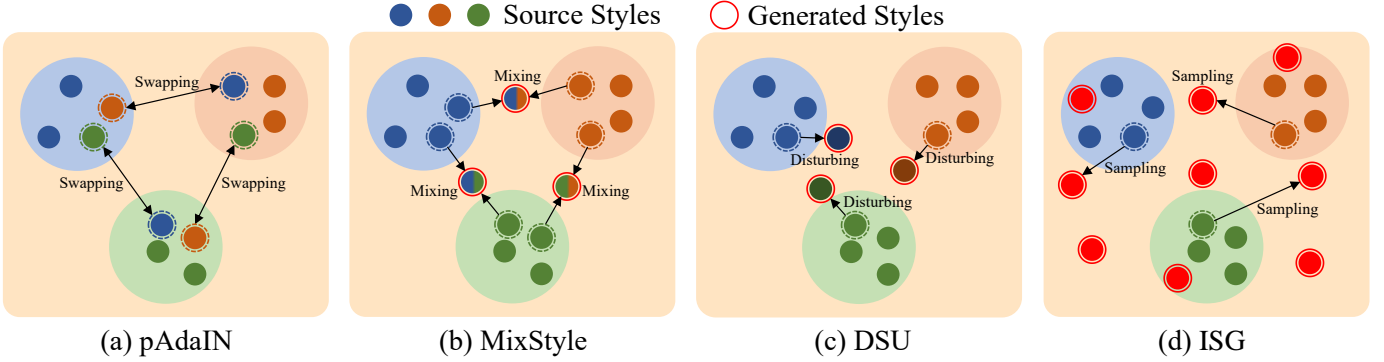 Source Styles
Generated Styles
Swapping
Swapping
Swapping
(a) pAdaIN
Mixing
Mixing
Mixing
(b) MixStyle
Disturbing
Disturbing
Disturbing
(c) DSU
Sampling
Sampling
Sampling
(d) ISG